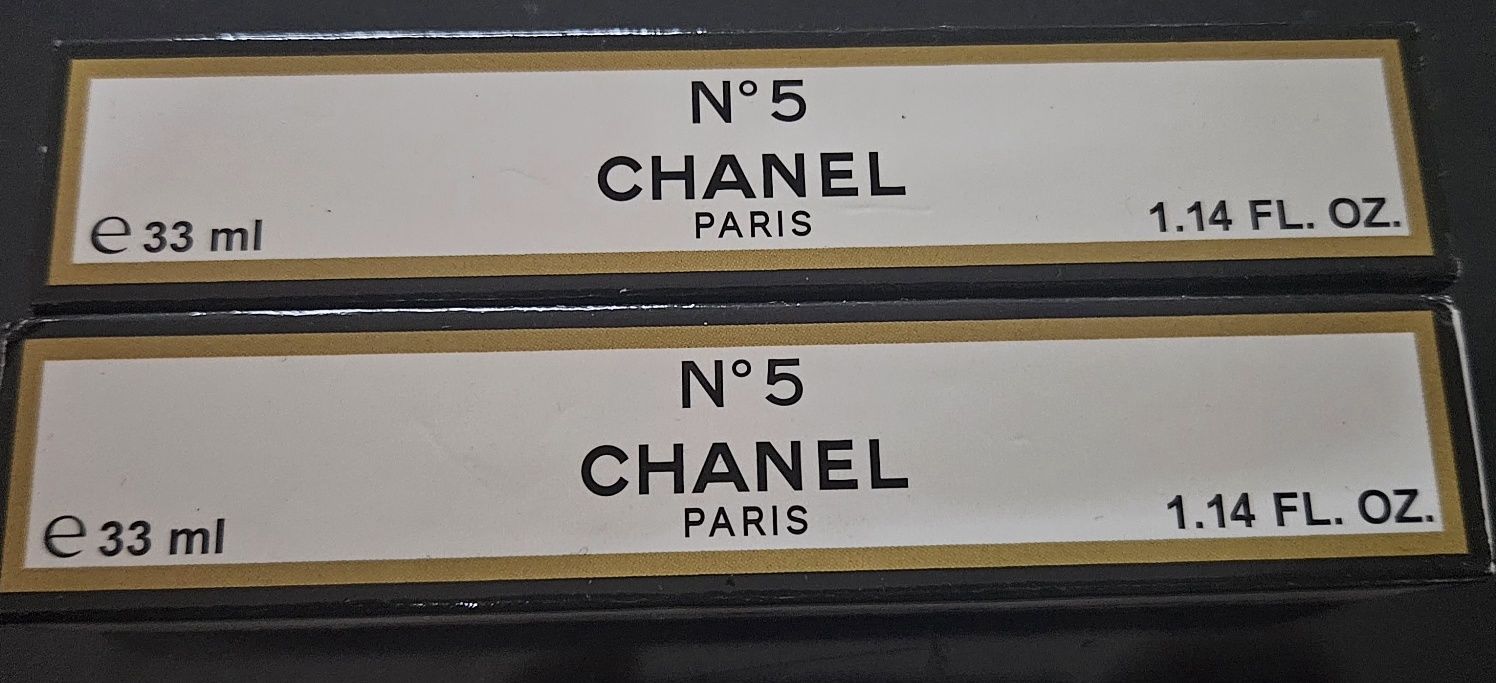 N°5
CHANEL
PARIS
℮ 33 ml
1.14 FL. OZ.
N°5
CHANEL
PARIS
℮ 33 ml
1.14 FL. OZ.